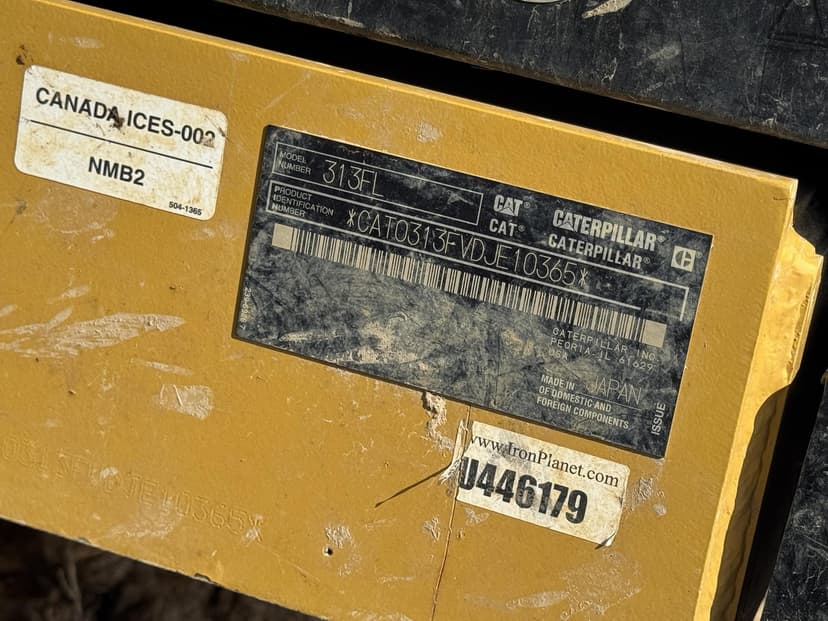 CANADA ICES-002
NMB2
504-1365
MODEL
NUMBER
313FL
CAT CATERPILLAR
CAT CATERPILLAR
PRODUCT
IDENTIFICATION
NUMBER
*CAT0313FVDJE10365*
CATERPILLAR INC.
PEORIA IL 61629
USA
MADE IN JAPAN
OF DOMESTIC AND
FOREIGN COMPONENTS
ISSUE
www.IronPlanet.com
U446179
0313FVDJE10365*